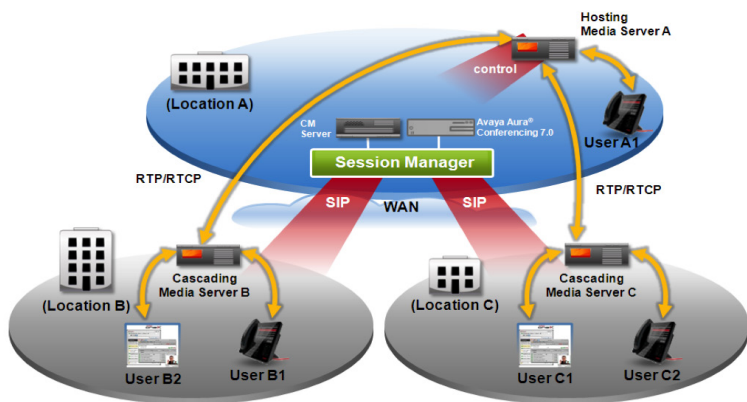 Hosting
Media Server A
control
(Location A)
CM
Server
Avaya Aura®
Conferencing 7.0
User A1
Session Manager
RTP/RTCP
RTP/RTCP
SIP
WAN
SIP
Cascading
Media Server B
(Location B)
User B2
User B1
Cascading
Media Server C
(Location C)
User C1
User C2